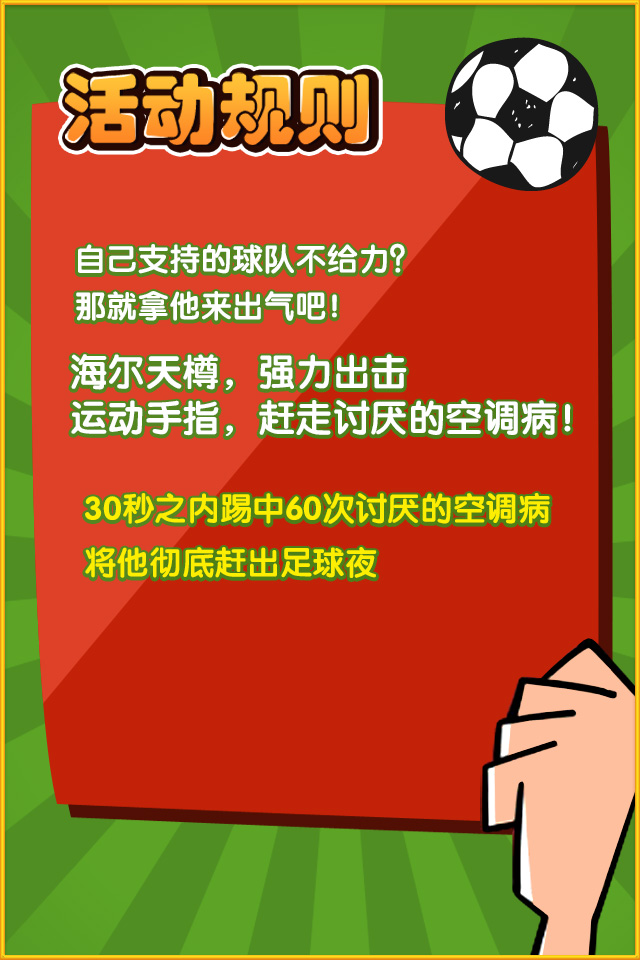 活动规则
自己支持的球队不给力?
那就拿他来出气吧!
海尔天樽，强力出击
运动手指，赶走讨厌的空调病!
30秒之内踢中60次讨厌的空调病
将他彻底赶出足球夜